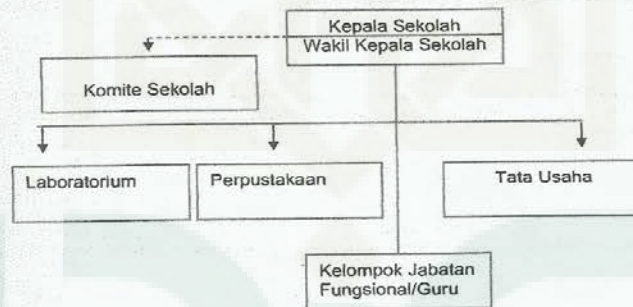 Kepala Sekolah
Wakil Kepala Sekolah
Komite Sekolah
Laboratorium
Perpustakaan
Tata Usaha
Kelompok Jabatan
Fungsional/Guru